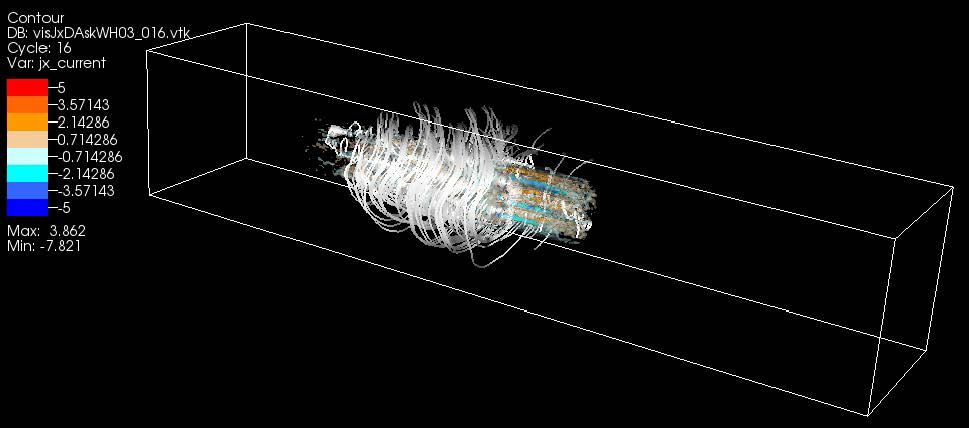 Contour
DB: visJxDAskWH03_016.vtk
Cycle: 16
Var: jx_current
5
3.57143
2.14286
0.714286
-0.714286
-2.14286
-3.57143
-5
Max: 3.862
Min: -7.821